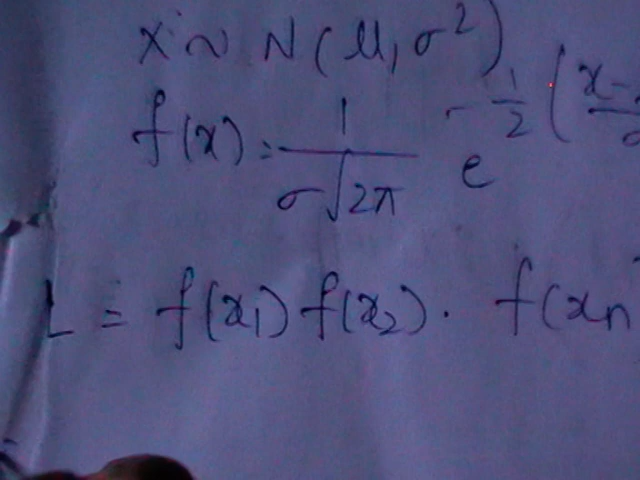 X ~ N(μ, σ²)
f(x) = 1/(σ√2π) e^-1/2(x-
L = f(x₁) f(x₂) . f(xn